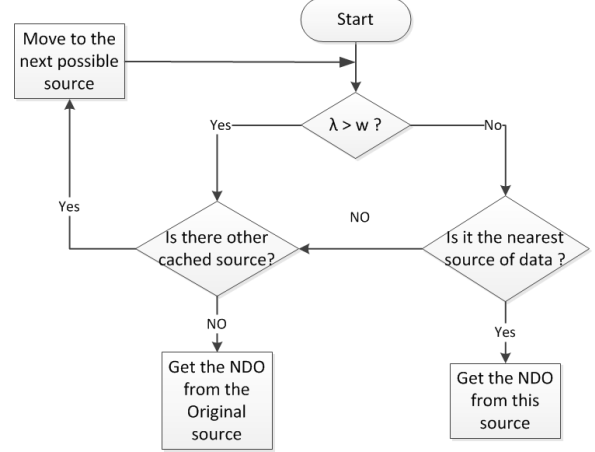 Start
Move to the
next possible
source
λ > w ?
Yes
No
Yes
NO
Is there other
cached source?
Is it the nearest
source of data ?
NO
Yes
Get the NDO
from the
Original
source
Get the NDO
from this
source